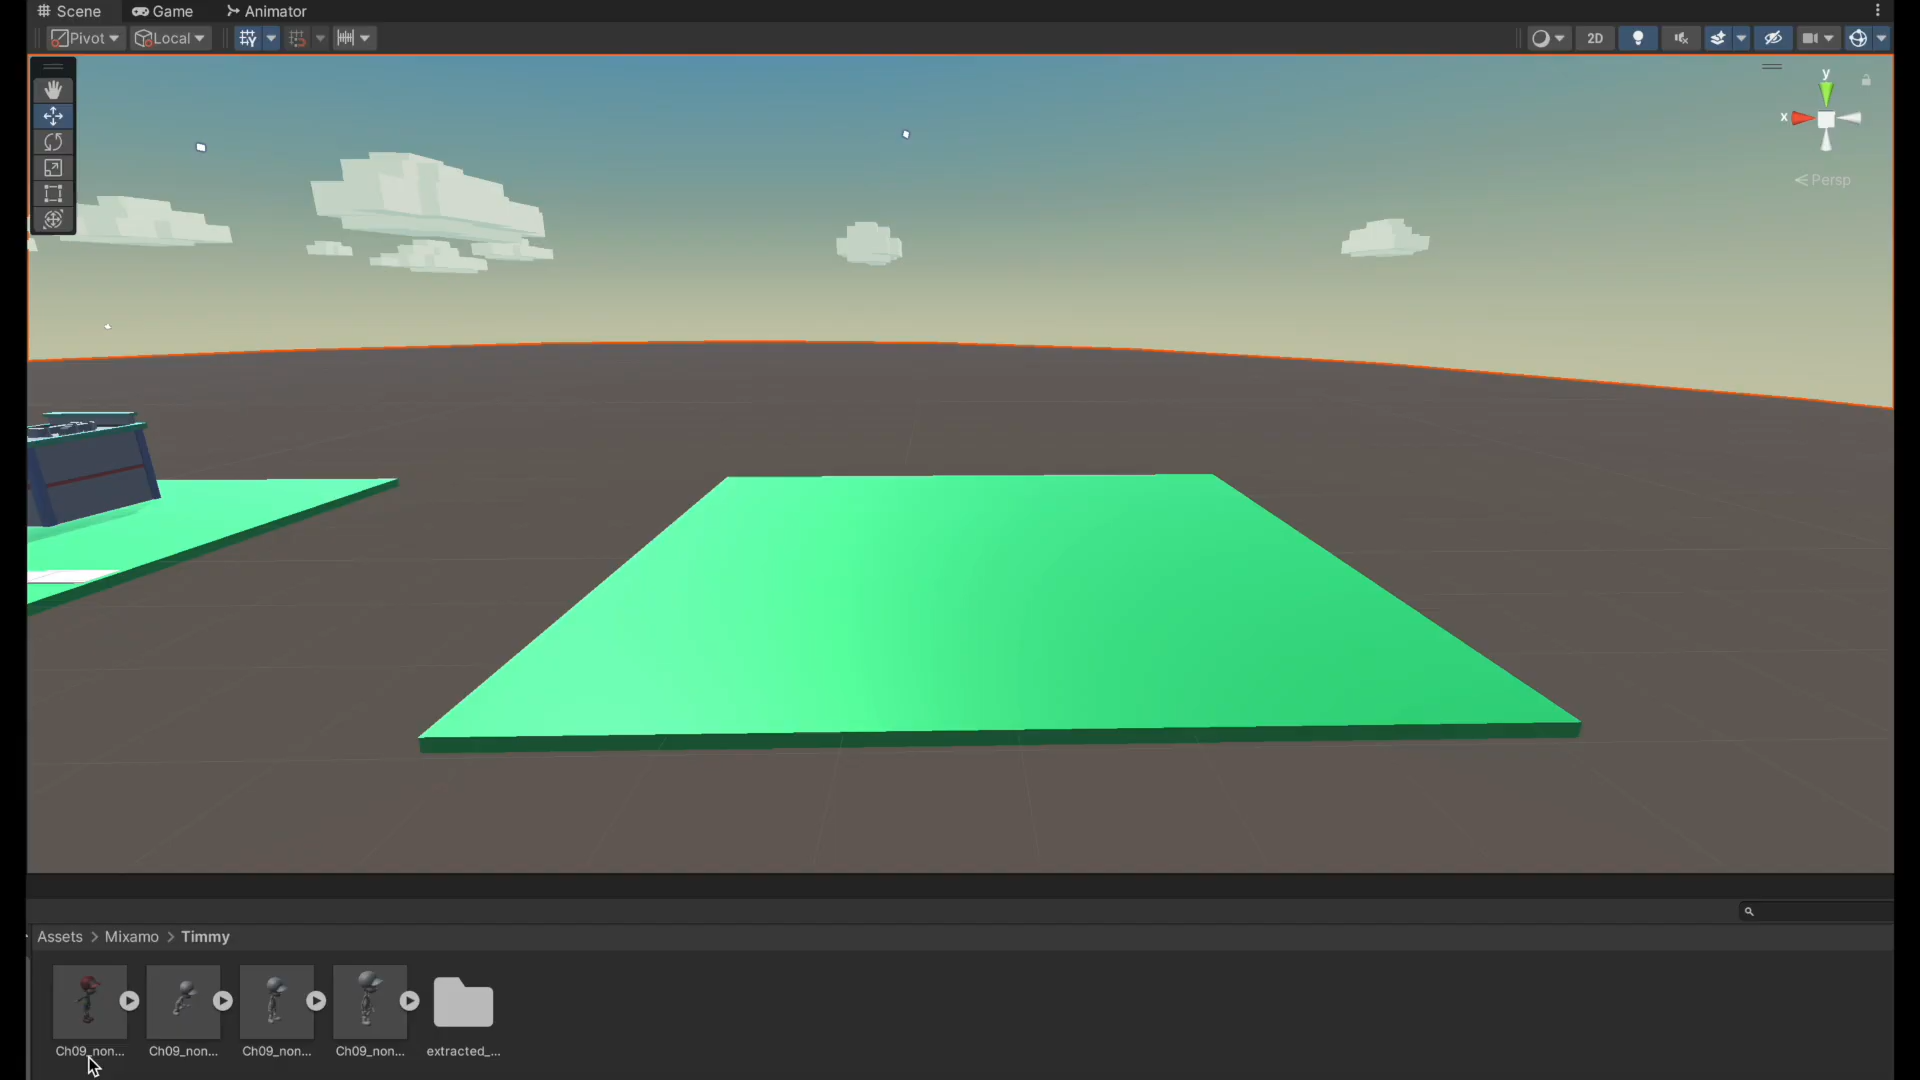 Scene Game Animator
Pivot Local 2D
y
x
Persp
Assets > Mixamo > Timmy
Ch09_non... Ch09_non... Ch09_non... Ch09_non... extracted_...